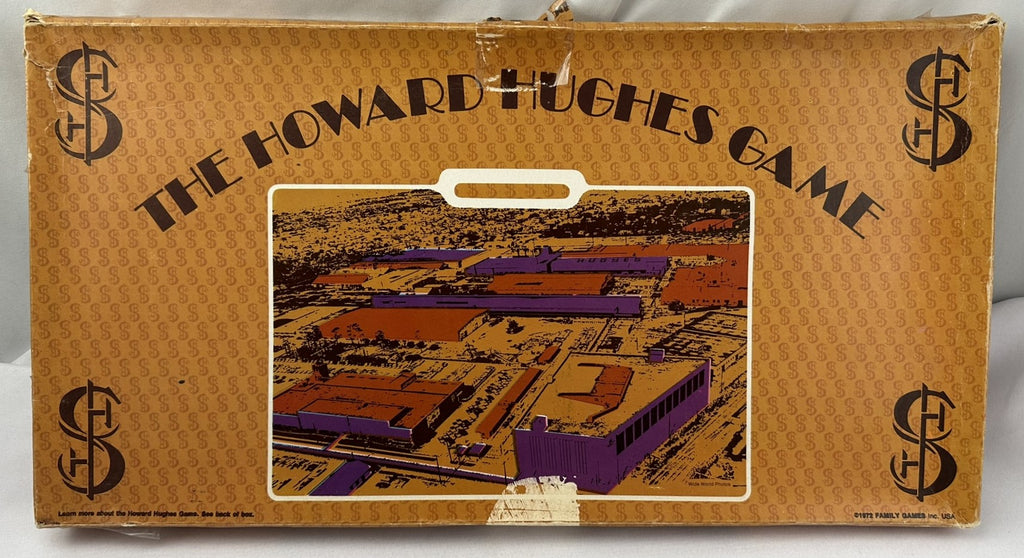 THE HOWARD HUGHES GAME
HUGHES
Wide World Photos
Learn more about the Howard Hughes Game. See back of box.
©1972 FAMILY GAMES Inc. USA